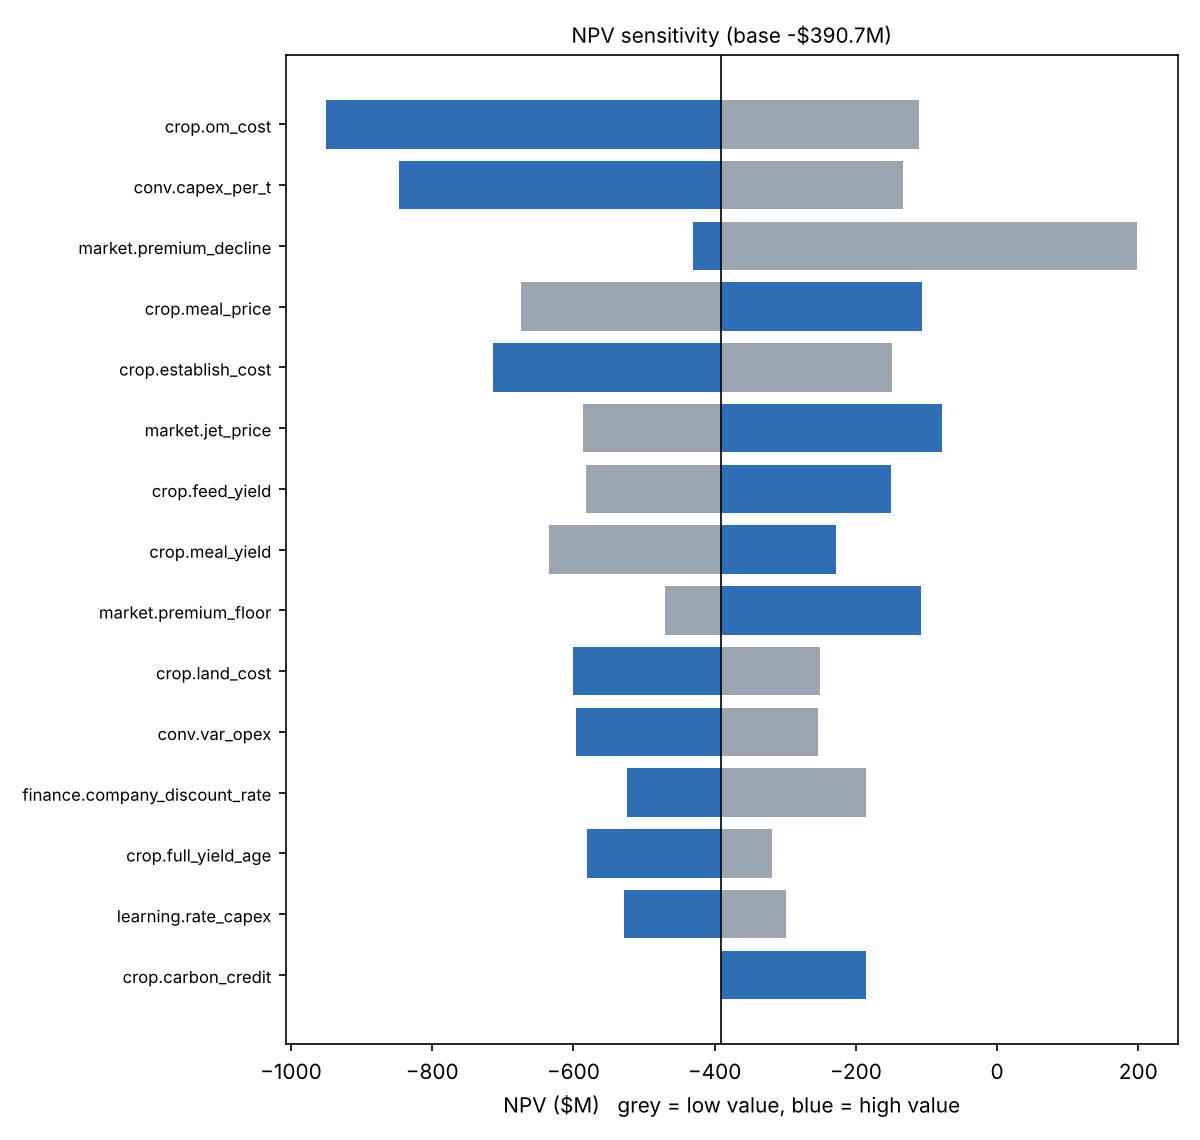 NPV sensitivity (base -$390.7M)
crop.om_cost
conv.capex_per_t
market.premium_decline
crop.meal_price
crop.establish_cost
market.jet_price
crop.feed_yield
crop.meal_yield
market.premium_floor
crop.land_cost
conv.var_opex
finance.company_discount_rate
crop.full_yield_age
learning.rate_capex
crop.carbon_credit
−1000 −800 −600 −400 −200 0 200
NPV ($M)   grey = low value, blue = high value